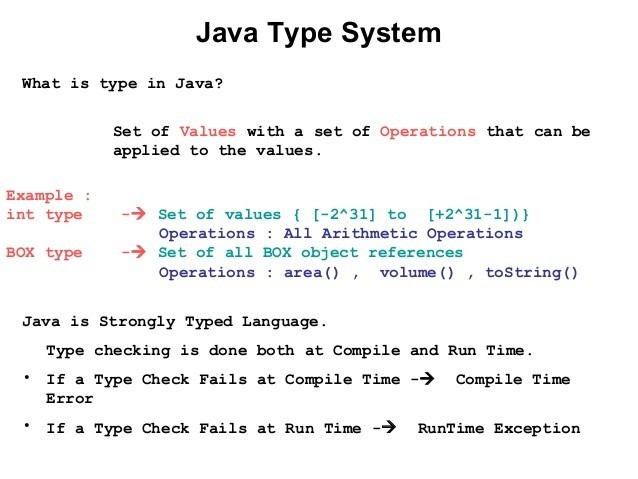 Java Type System
What is type in Java?
Set of Values with a set of Operations that can be
applied to the values.
Example :
int type -→ Set of values { [-2^31] to [+2^31-1])}
Operations : All Arithmetic Operations
BOX type -→ Set of all BOX object references
Operations : area() , volume() , toString()
Java is Strongly Typed Language.
Type checking is done both at Compile and Run Time.
• If a Type Check Fails at Compile Time -→ Compile Time
Error
• If a Type Check Fails at Run Time -→ RunTime Exception